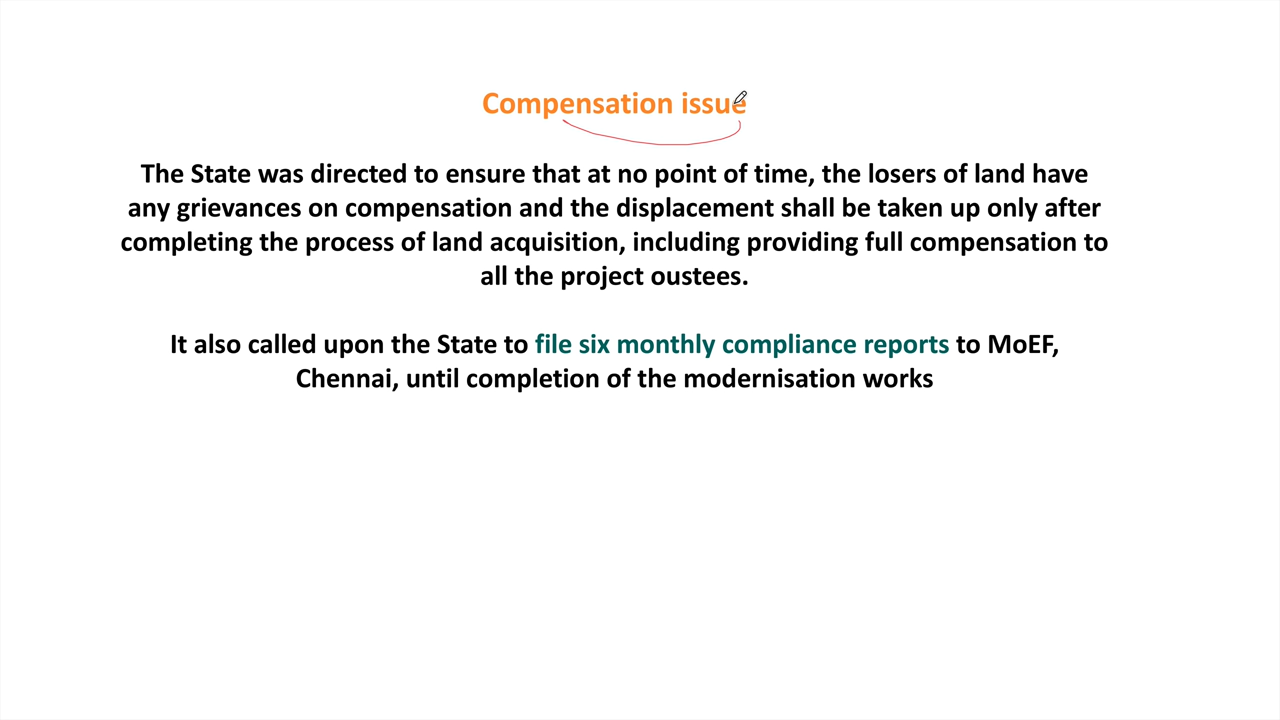 Compensation issue
The State was directed to ensure that at no point of time, the losers of land have
any grievances on compensation and the displacement shall be taken up only after
completing the process of land acquisition, including providing full compensation to
all the project oustees.
It also called upon the State to file six monthly compliance reports to MoEF,
Chennai, until completion of the modernisation works